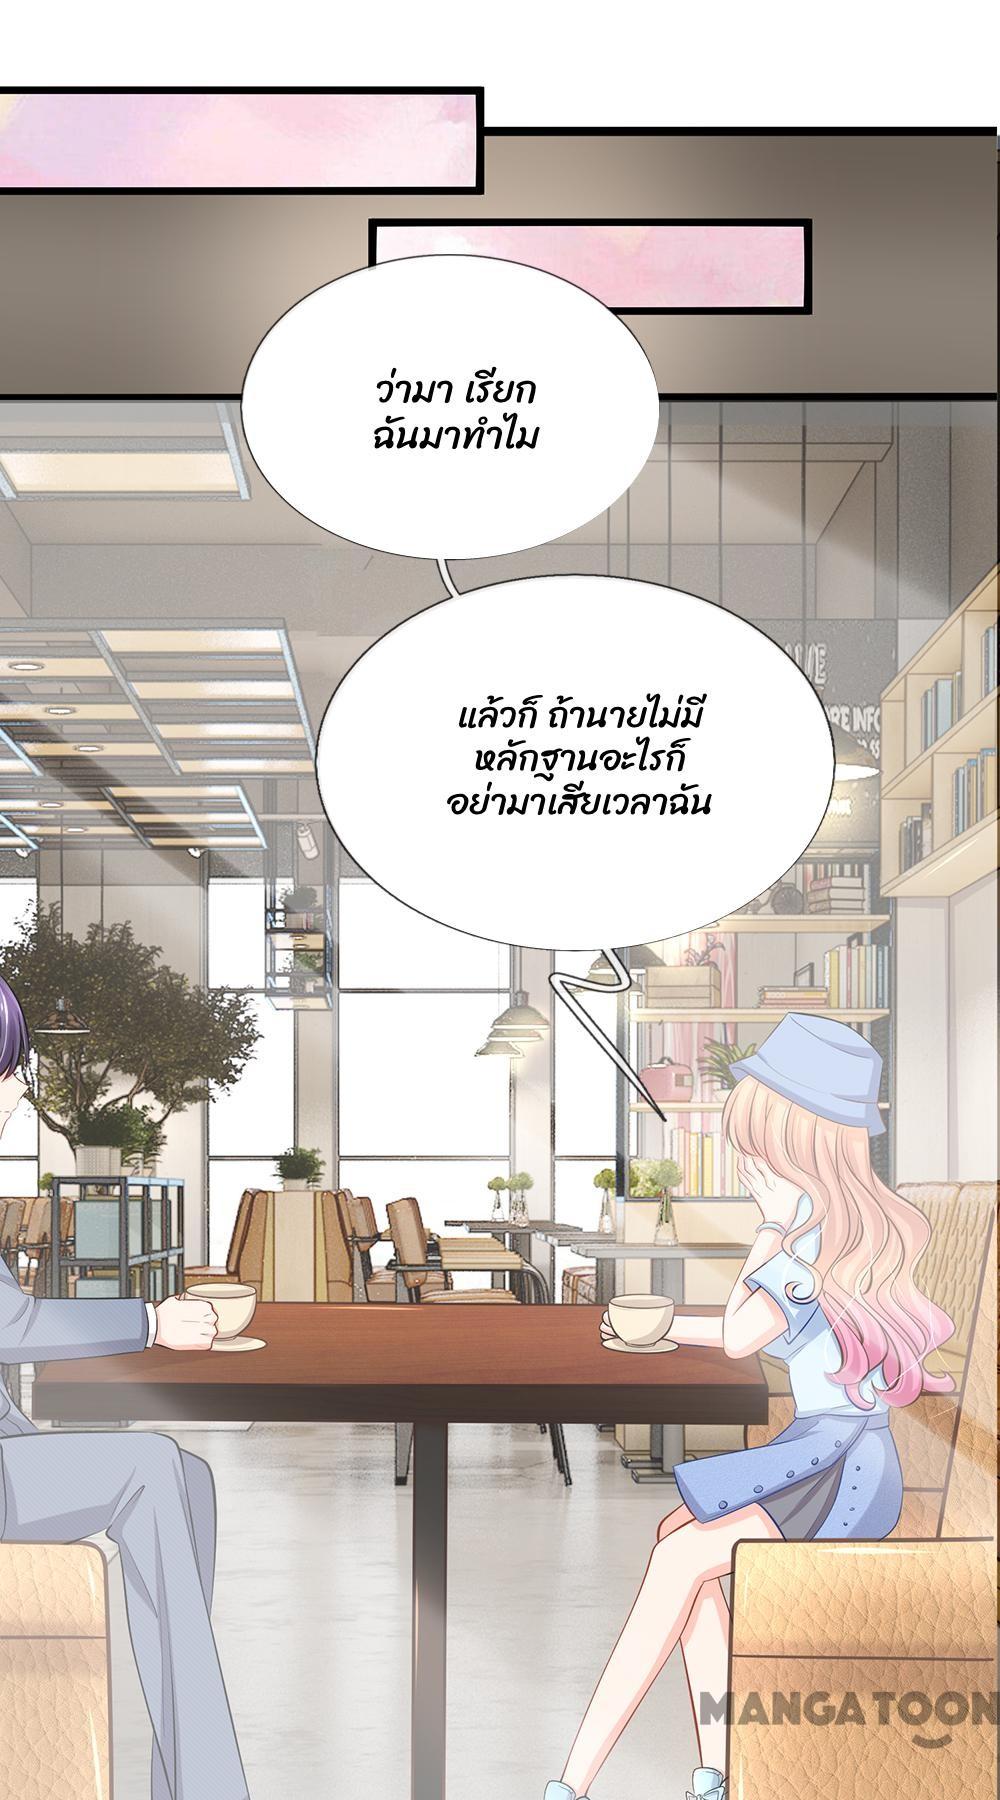 ว่ามา เรียก
ฉันมาทำไม
แล้วก็ ถ้านายไม่มี
หลักฐานอะไรก็
อย่ามาเสียเวลาฉัน
MANGATOON